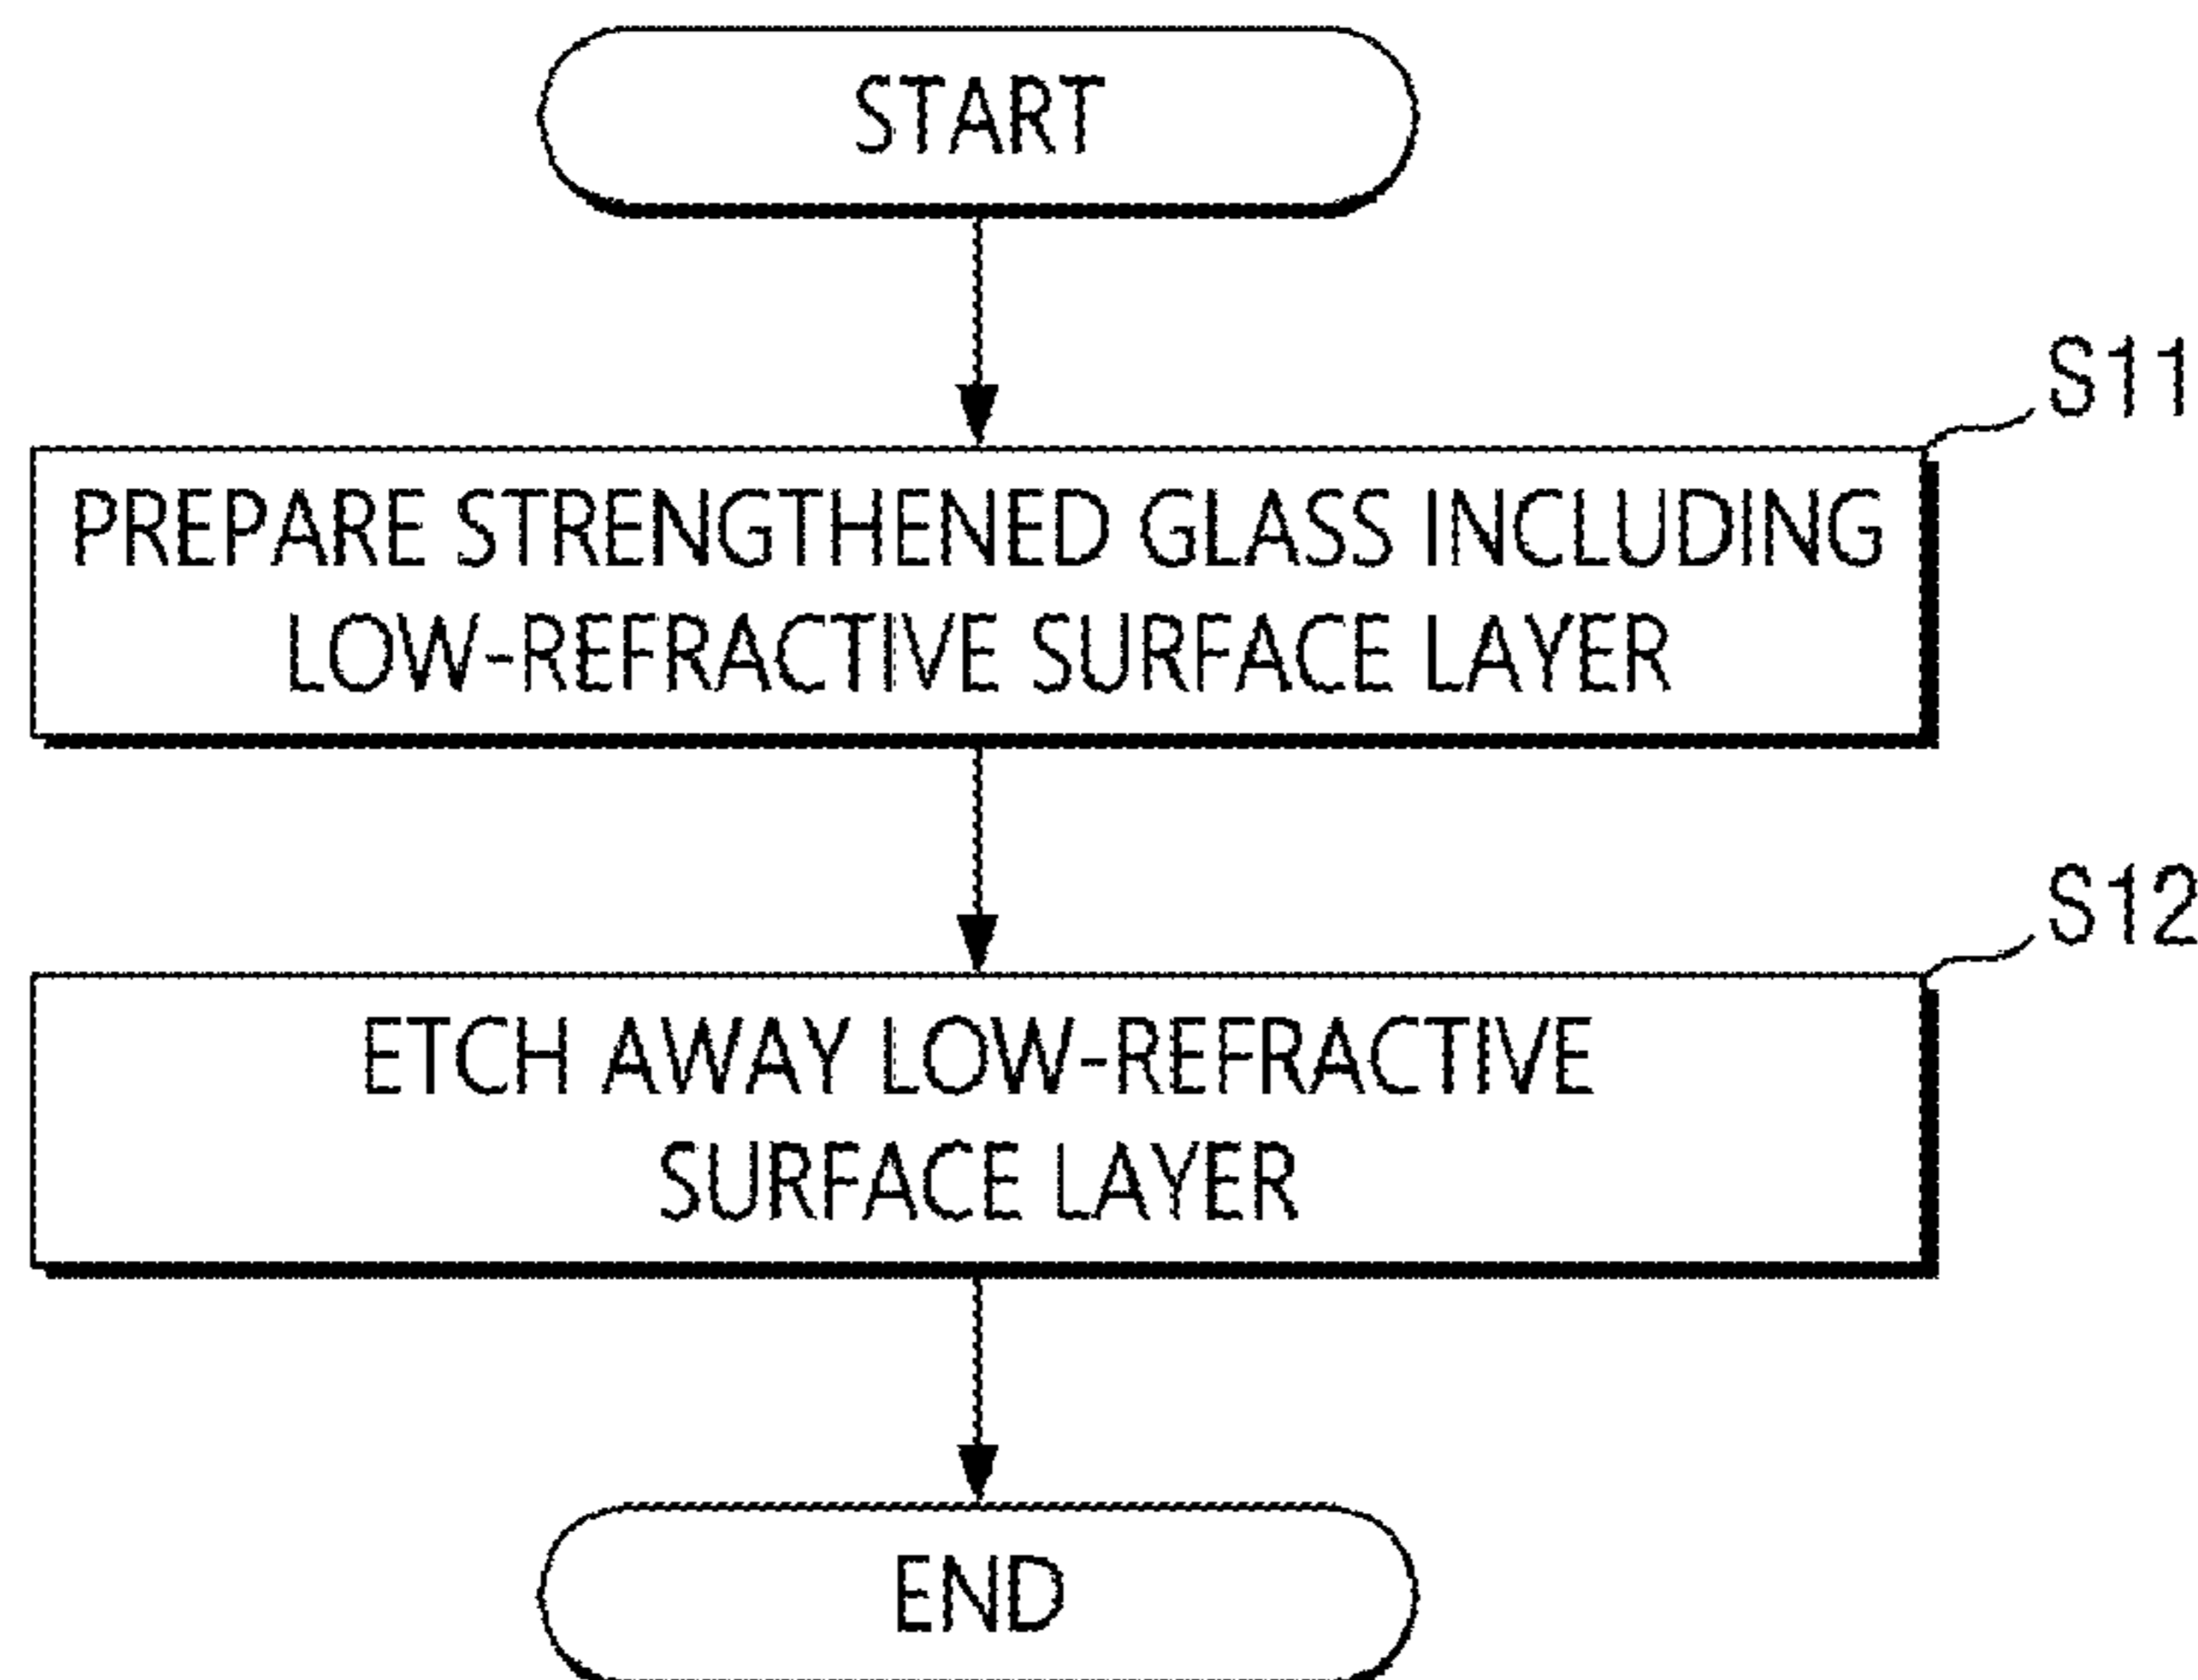 START
S11
PREPARE STRENGTHENED GLASS INCLUDING
LOW-REFRACTIVE SURFACE LAYER
S12
ETCH AWAY LOW-REFRACTIVE
SURFACE LAYER
END